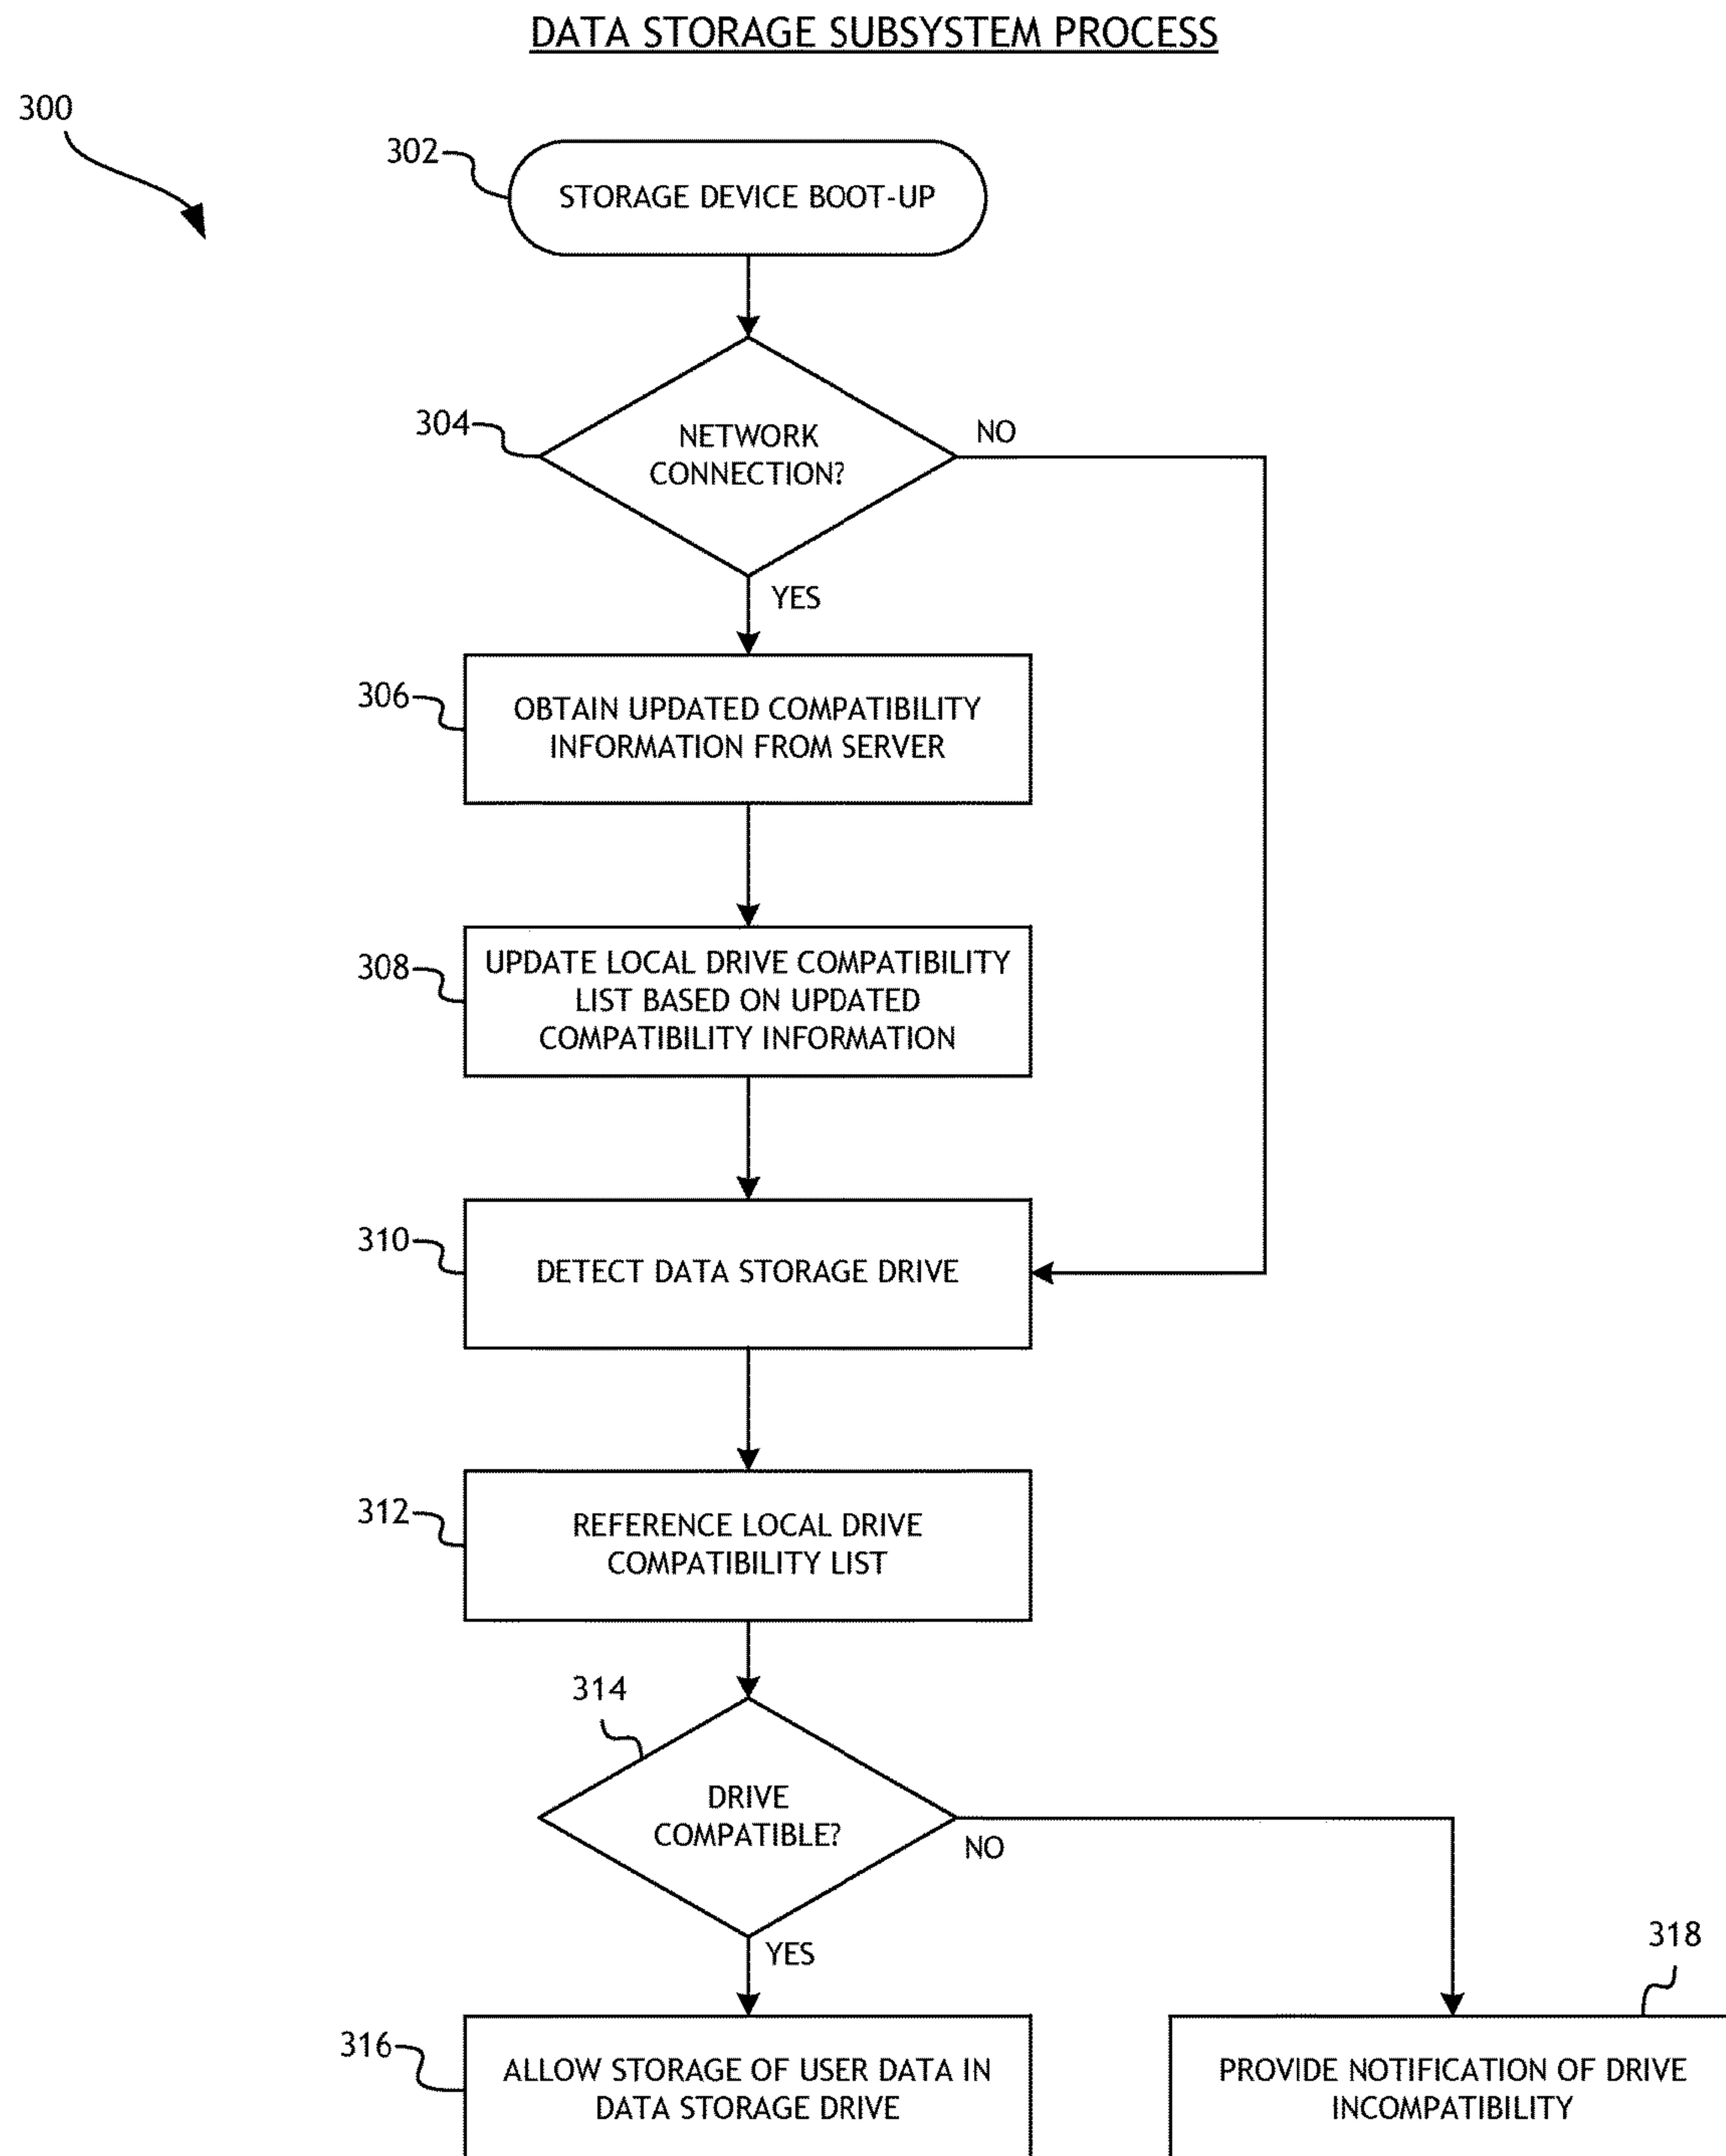 DATA STORAGE SUBSYSTEM PROCESS
300
302
STORAGE DEVICE BOOT-UP
304
NETWORK
CONNECTION?
NO
YES
306
OBTAIN UPDATED COMPATIBILITY
INFORMATION FROM SERVER
308
UPDATE LOCAL DRIVE COMPATIBILITY
LIST BASED ON UPDATED
COMPATIBILITY INFORMATION
310
DETECT DATA STORAGE DRIVE
312
REFERENCE LOCAL DRIVE
COMPATIBILITY LIST
314
DRIVE
COMPATIBLE?
NO
YES
316
ALLOW STORAGE OF USER DATA IN
DATA STORAGE DRIVE
318
PROVIDE NOTIFICATION OF DRIVE
INCOMPATIBILITY